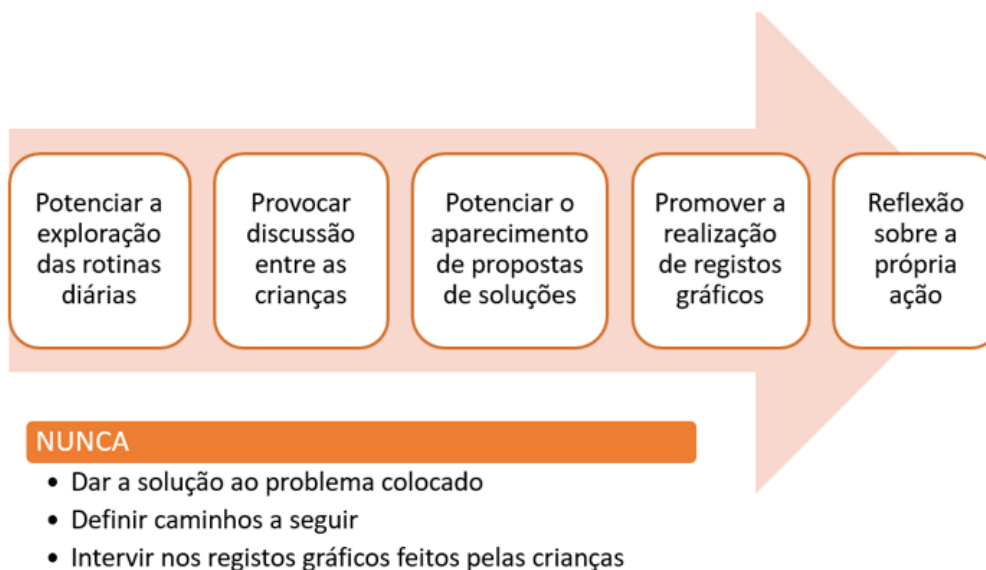 Potenciar a
exploração
das rotinas
diárias
Provocar
discussão
entre as
crianças
Potenciar o
aparecimento
de propostas
de soluções
Promover a
realização
de registos
gráficos
Reflexão
sobre a
própria
ação
NUNCA
• Dar a solução ao problema colocado
• Definir caminhos a seguir
• Intervir nos registos gráficos feitos pelas crianças